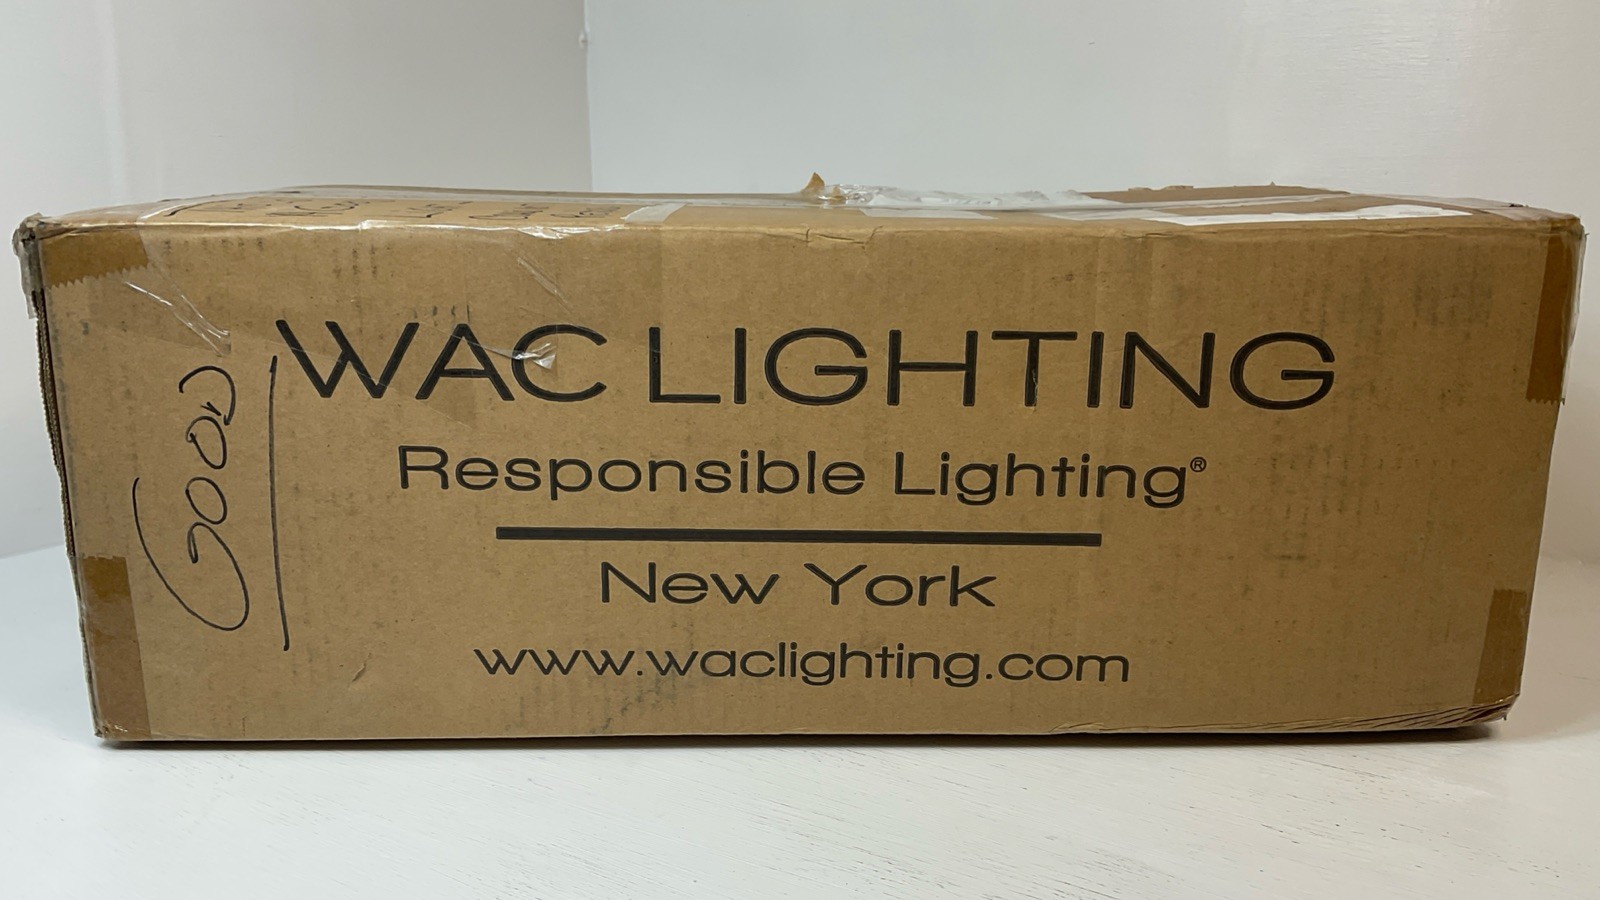 WAC LIGHTING
Responsible Lighting®
New York
www.waclighting.com
GOOD